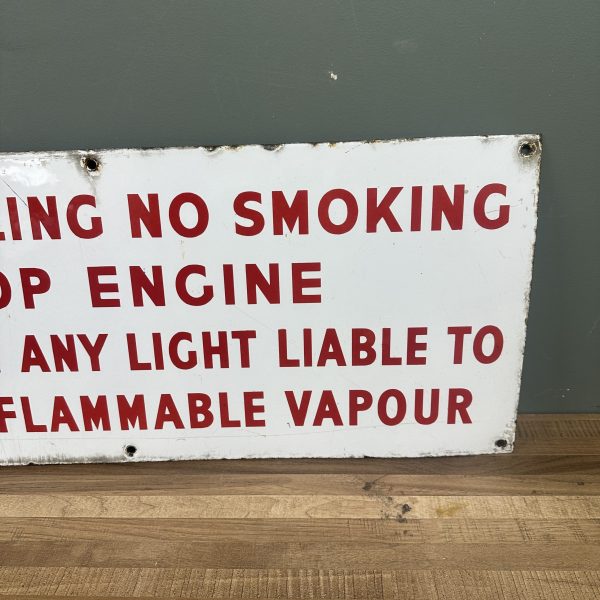 LING NO SMOKING
OP ENGINE
ANY LIGHT LIABLE TO
FLAMMABLE VAPOUR